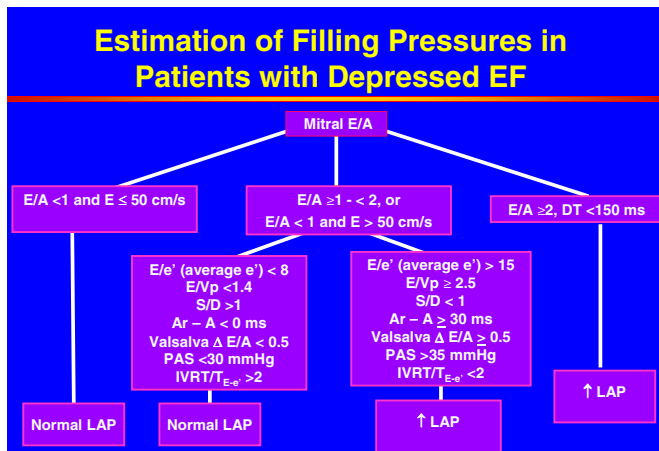 Estimation of Filling Pressures in
Patients with Depressed EF
Mitral E/A
E/A <1 and E ≤ 50 cm/s
E/A ≥1 - < 2, or
E/A < 1 and E > 50 cm/s
E/A ≥2, DT <150 ms
E/e’ (average e’) < 8
E/Vp <1.4
S/D >1
Ar – A < 0 ms
Valsalva Δ E/A < 0.5
PAS <30 mmHg
IVRT/TE-e’ >2
E/e’ (average e’) > 15
E/Vp ≥ 2.5
S/D < 1
Ar – A ≥ 30 ms
Valsalva Δ E/A ≥ 0.5
PAS >35 mmHg
IVRT/TE-e’ <2
Normal LAP
Normal LAP
↑ LAP
↑ LAP